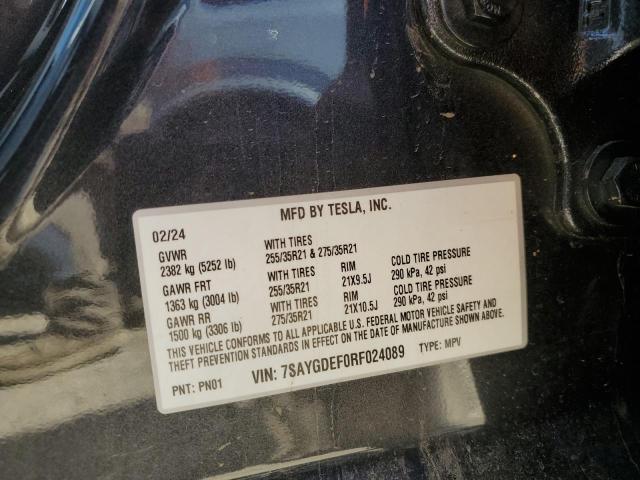 MFD BY TESLA, INC.
02/24
GVWR WITH TIRES
2382 kg (5252 lb) 255/35R21 & 275/35R21
GAWR FRT WITH TIRES RIM COLD TIRE PRESSURE
1363 kg (3004 lb) 255/35R21 21X9.5J 290 kPa, 42 psi
GAWR RR WITH TIRES RIM COLD TIRE PRESSURE
1500 kg (3306 lb) 275/35R21 21X10.5J 290 kPa, 42 psi
THIS VEHICLE CONFORMS TO ALL APPLICABLE U.S. FEDERAL MOTOR VEHICLE SAFETY AND
THEFT PREVENTION STANDARDS IN EFFECT ON THE DATE OF MANUFACTURE SHOWN ABOVE.
PNT: PN01 VIN: 7SAYGDEF0RF024089 TYPE: MPV